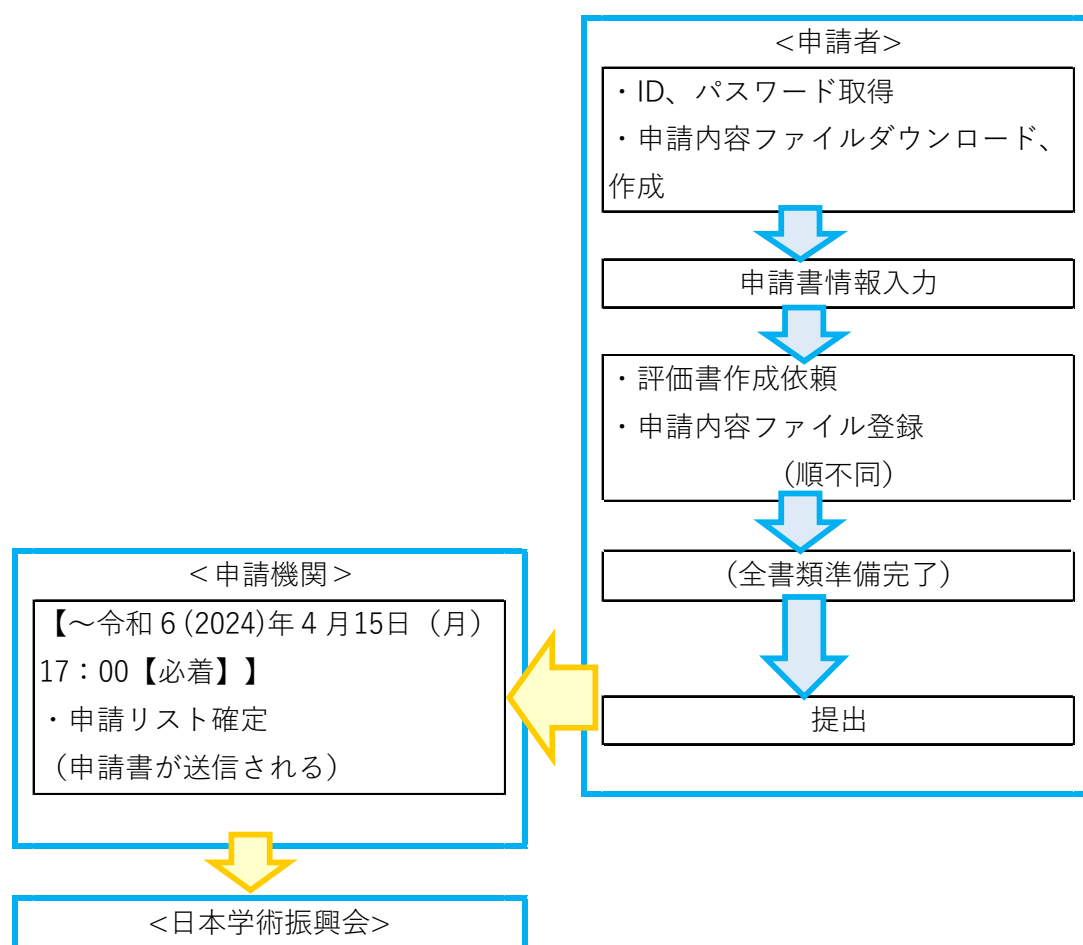 <申請者>
・ID、パスワード取得
・申請内容ファイルダウンロード、
作成
申請書情報入力
・評価書作成依頼
・申請内容ファイル登録
（順不同）
（全書類準備完了）
提出
＜申請機関＞
【～令和６(2024)年４月15日（月）
17：00【必着】】
・申請リスト確定
（申請書が送信される）
<日本学術振興会>